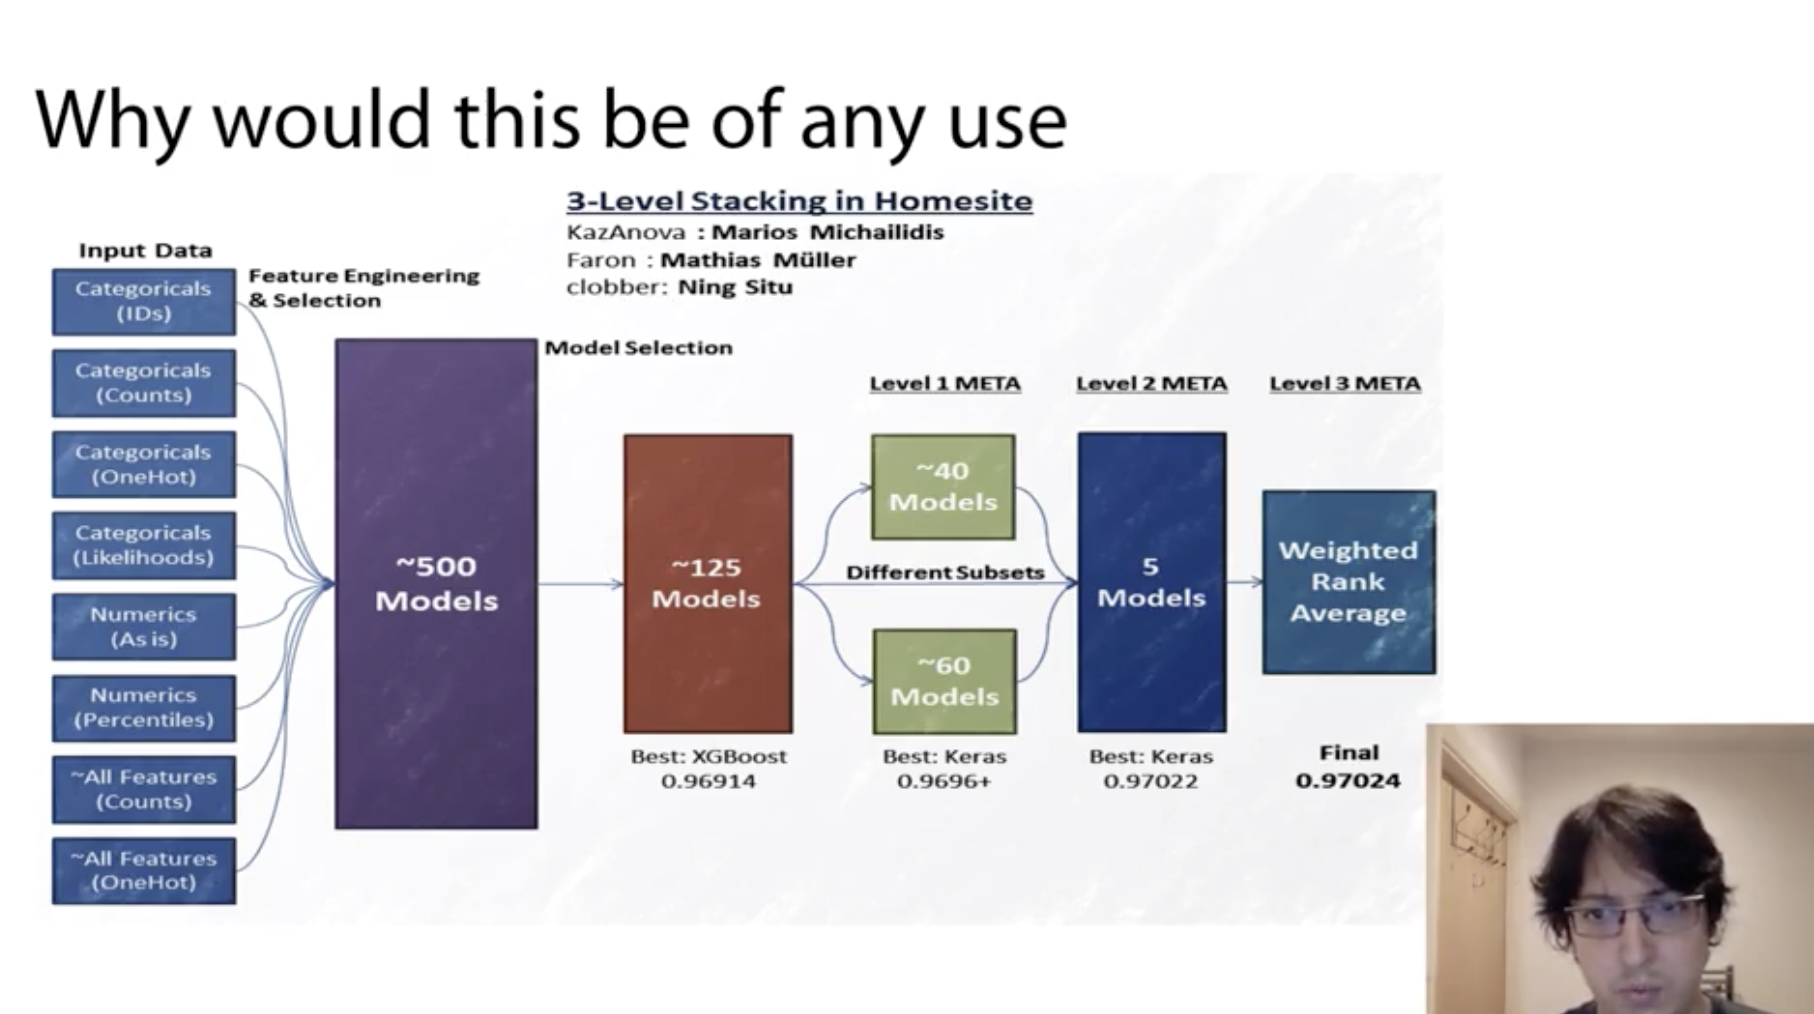 Why would this be of any use
3-Level Stacking in Homesite
KazAnova : Marios Michailidis
Faron : Mathias Müller
clobber: Ning Situ
Input Data
Feature Engineering
& Selection
Categoricals
(IDs)
Categoricals
(Counts)
Categoricals
(OneHot)
Categoricals
(Likelihoods)
Numerics
(As is)
Numerics
(Percentiles)
~All Features
(Counts)
~All Features
(OneHot)
~500
Models
Model Selection
~125
Models
Best: XGBoost
0.96914
Level 1 META
~40
Models
Different Subsets
~60
Models
Best: Keras
0.9696+
Level 2 META
5
Models
Best: Keras
0.97022
Level 3 META
Weighted
Rank
Average
Final
0.97024